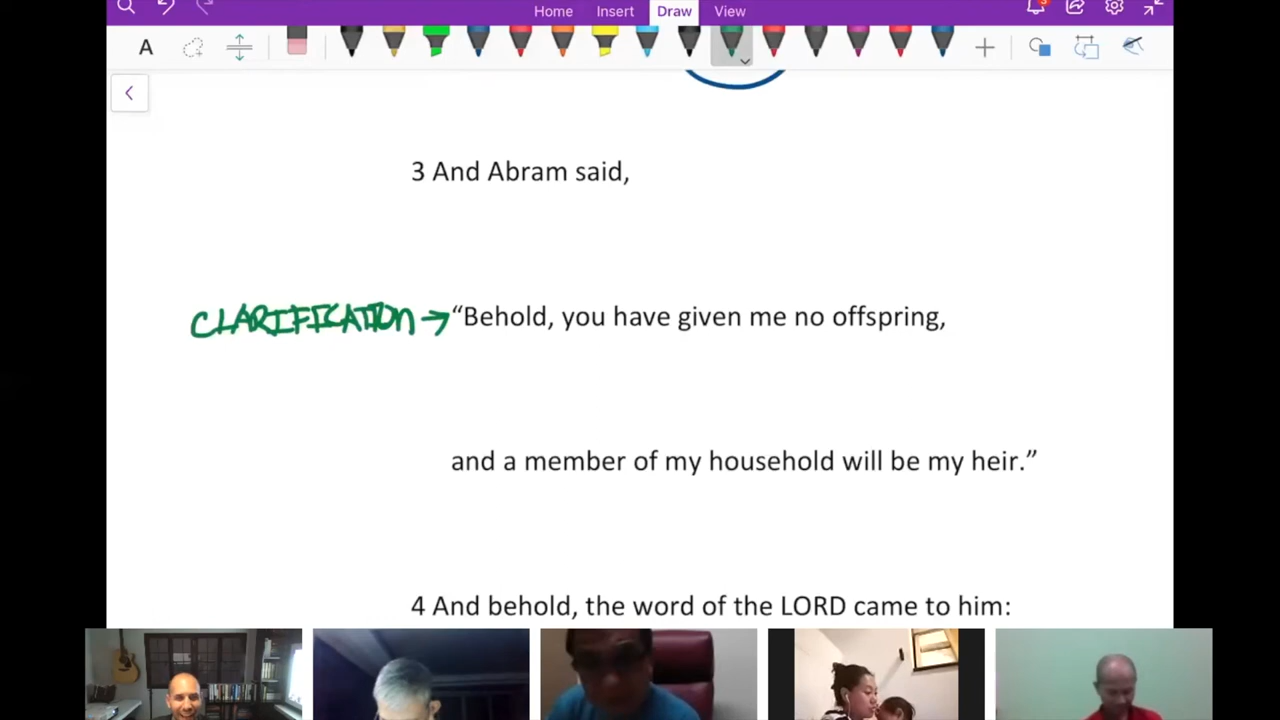 Home Insert Draw View
A
3 And Abram said,
CLARIFICATION → “Behold, you have given me no offspring,
and a member of my household will be my heir.”
4 And behold, the word of the LORD came to him: